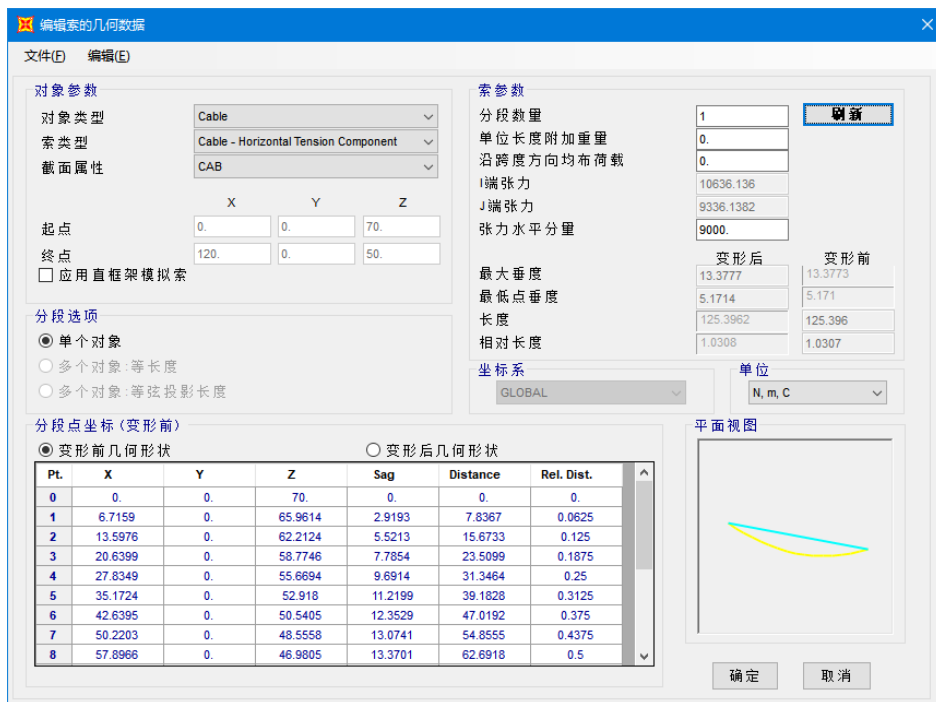 编辑索的几何数据
文件(F) 编辑(E)
对象参数
对象类型 Cable
索类型 Cable - Horizontal Tension Component
截面属性 CAB
X Y Z
起点 0. 0. 70.
终点 120. 0. 50.
应用直框架模拟索
索参数
分段数量 1 刷新
单位长度附加重量 0.
沿跨度方向均布荷载 0.
I端张力 10636.136
J端张力 9336.1382
张力水平分量 9000.
变形后 变形前
最大垂度 13.3777 13.3773
最低点垂度 5.1714 5.171
长度 125.3962 125.396
相对长度 1.0308 1.0307
分段选项
单个对象
多个对象:等长度
多个对象:等弦投影长度
坐标系
GLOBAL
单位
N, m, C
分段点坐标(变形前)
变形前几何形状 变形后几何形状
Pt. X Y Z Sag Distance Rel. Dist.
0 0. 0. 70. 0. 0. 0.
1 6.7159 0. 65.9614 2.9193 7.8367 0.0625
2 13.5976 0. 62.2124 5.5213 15.6733 0.125
3 20.6399 0. 58.7746 7.7854 23.5099 0.1875
4 27.8349 0. 55.6694 9.6914 31.3464 0.25
5 35.1724 0. 52.918 11.2199 39.1828 0.3125
6 42.6395 0. 50.5405 12.3529 47.0192 0.375
7 50.2203 0. 48.5558 13.0741 54.8555 0.4375
8 57.8966 0. 46.9805 13.3701 62.6918 0.5
平面视图
确定 取消